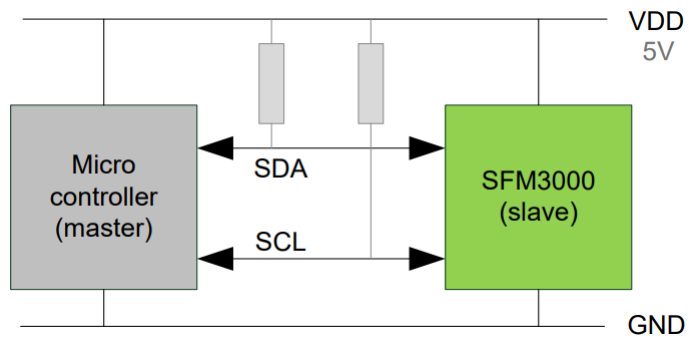 VDD
5V
Micro
controller
(master)
SDA
SCL
SFM3000
(slave)
GND